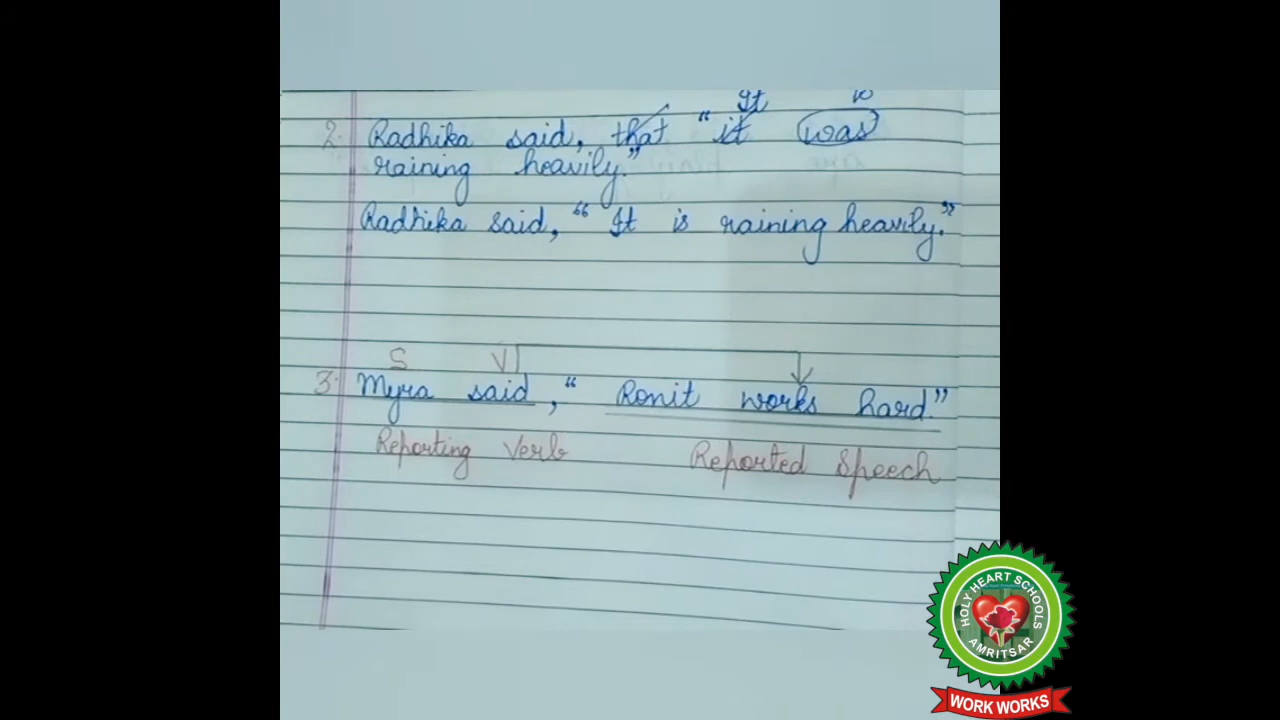 It is
2. Radhika said, that "it was
raining heavily."
Radhika said, "It is raining heavily."
S V
3. Myra said, "Ronit works hard."
Reporting Verb Reported Speech
HOLY HEART SCHOOLS
AMRITSAR
WORK WORKS